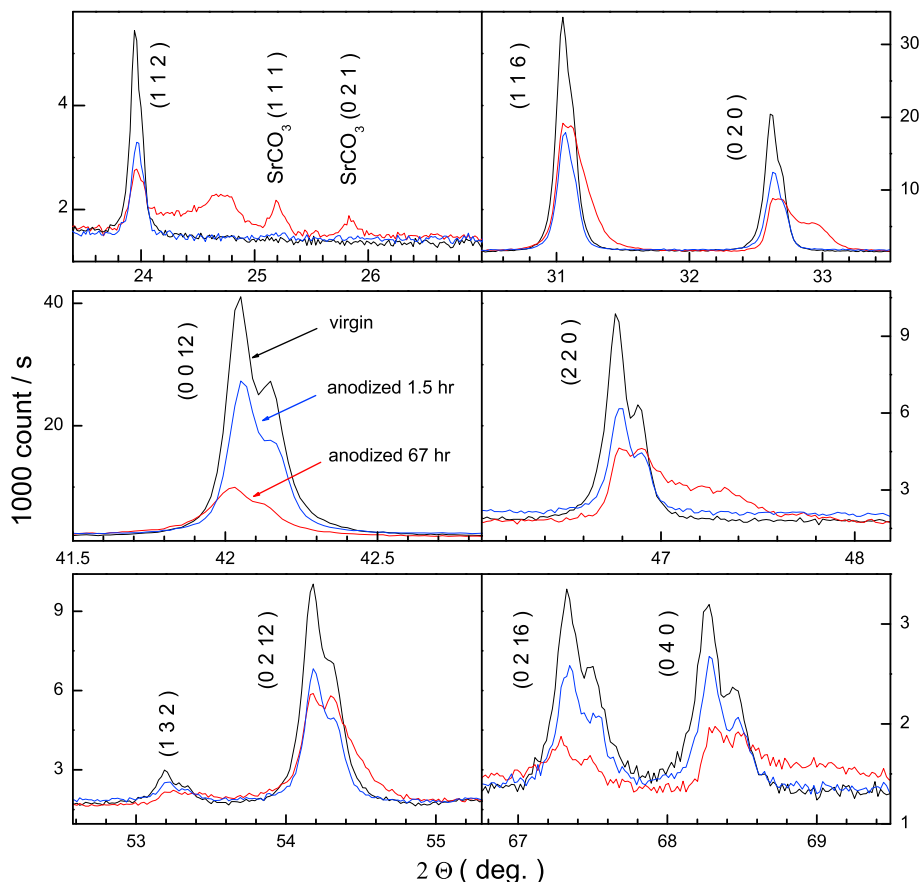 (1 1 2 )
SrCO3 (1 1 1 )
SrCO3 (0 2 1)
4
2
24
25
26
(1 1 6 )
(0 2 0 )
30
20
10
31
32
33
1000 count / s
(0 0 12 )
virgin
anodized 1.5 hr
anodized 67 hr
40
20
41.5
42
42.5
(2 2 0 )
9
6
3
47
48
(1 3 2 )
(0 2 12 )
9
6
3
53
54
55
(0 2 16 )
(0 4 0 )
3
2
1
67
68
69
2 Θ ( deg. )